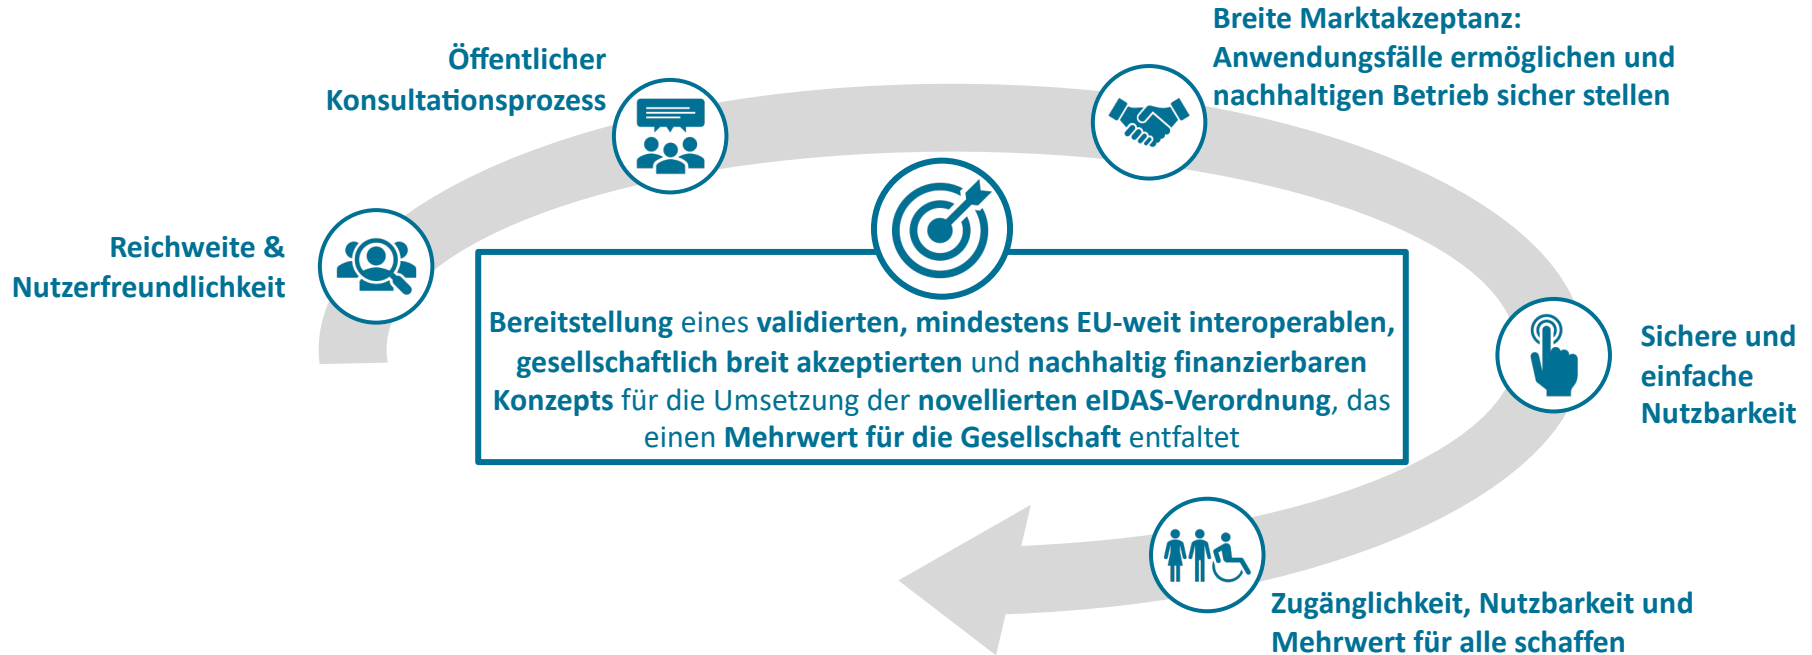 Breite Marktakzeptanz:
Anwendungsfälle ermöglichen und
nachhaltigen Betrieb sicher stellen
Öffentlicher
Konsultationsprozess
Reichweite &
Nutzerfreundlichkeit
Bereitstellung eines validierten, mindestens EU-weit interoperablen,
gesellschaftlich breit akzeptierten und nachhaltig finanzierbaren
Konzepts für die Umsetzung der novellierten eIDAS-Verordnung, das
einen Mehrwert für die Gesellschaft entfaltet
Sichere und
einfache
Nutzbarkeit
Zugänglichkeit, Nutzbarkeit und
Mehrwert für alle schaffen